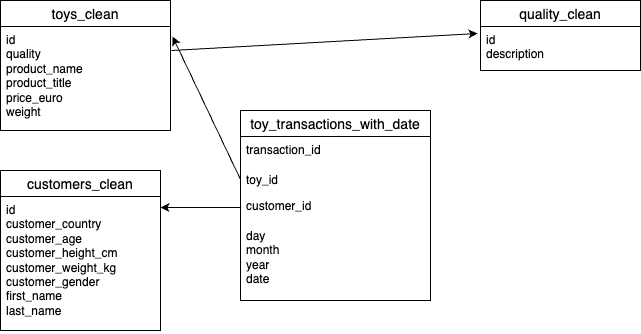 toys_clean
id
quality
product_name
product_title
price_euro
weight
quality_clean
id
description
toy_transactions_with_date
transaction_id
toy_id
customer_id
day
month
year
date
customers_clean
id
customer_country
customer_age
customer_height_cm
customer_weight_kg
customer_gender
first_name
last_name